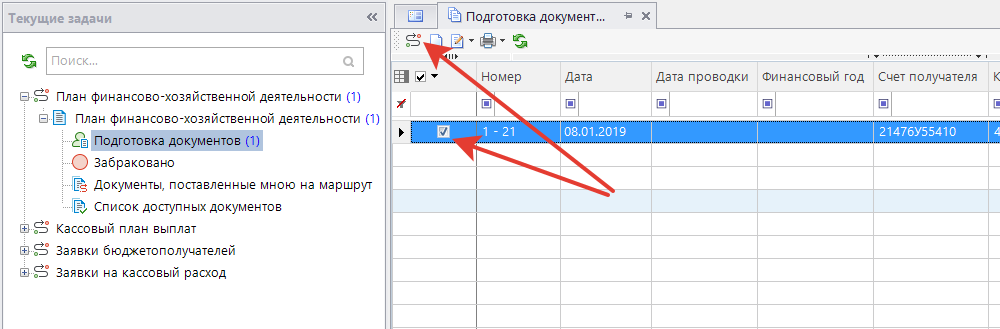 Текущие задачи
Поиск...
План финансово-хозяйственной деятельности (1)
План финансово-хозяйственной деятельности (1)
Подготовка документов (1)
Забраковано
Документы, поставленные мною на маршрут
Список доступных документов
Кассовый план выплат
Заявки бюджетополучателей
Заявки на кассовый расход
Подготовка документ...
Номер Дата Дата проводки Финансовый год Счет получателя К
1 - 21 08.01.2019 21476У55410 4